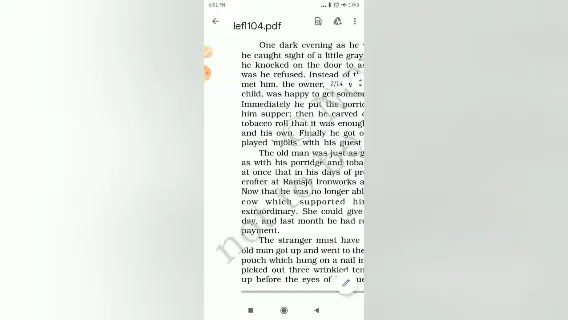 6:51 PM
lefl104.pdf
One dark evening as he
he caught sight of a little gray
he knocked on the door to as
was he refused. Instead of
met him, the owner, 2/14
child, was happy to get someo
Immediately he put the porri
him supper; then he carved
tobacco roll that it was enough
and his own. Finally he got o
played 'mjolis' with his guest
The old man was just as g
as with his porridge and toba
at once that in his days of pr
crofter at Ramsjo Ironworks a
Now that he was no longer abl
cow which supported hi
extraordinary. She could give
day, and last month he had r
payment.
The stranger must have
old man got up and went to the
pouch which hung on a nail i
picked out three wrinkled ten
up before the eyes of
not to